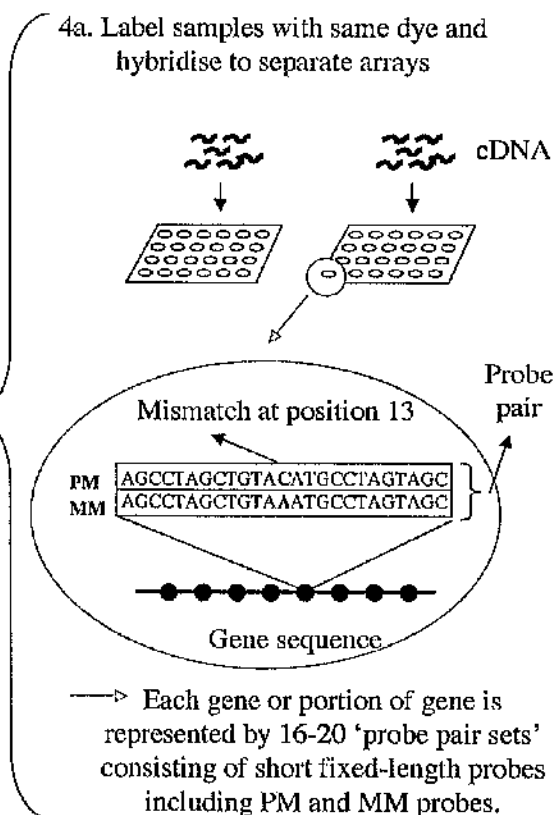 4a. Label samples with same dye and
hybridise to separate arrays
cDNA
Probe
pair
Mismatch at position 13
PM AGCCTAGCTGTACATGCCTAGTAGC
MM AGCCTAGCTGTAAATGCCTAGTAGC
Gene sequence
Each gene or portion of gene is
represented by 16-20 ‘probe pair sets’
consisting of short fixed-length probes
including PM and MM probes.